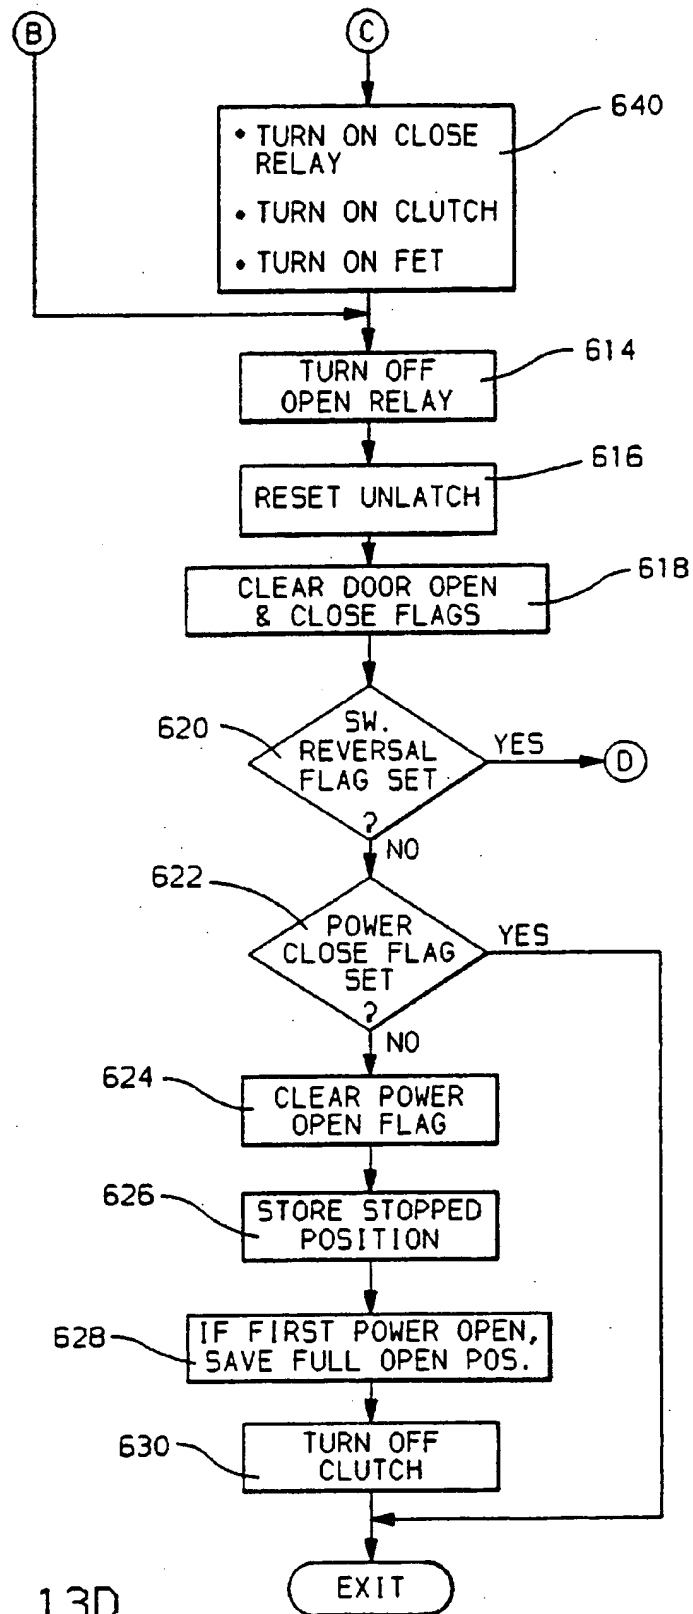 B
C
• TURN ON CLOSE
RELAY
• TURN ON CLUTCH
• TURN ON FET
640
TURN OFF
OPEN RELAY
614
RESET UNLATCH
616
CLEAR DOOR OPEN
& CLOSE FLAGS
618
620
SW.
REVERSAL
FLAG SET
?
YES
D
NO
622
POWER
CLOSE FLAG
SET
?
YES
NO
624
CLEAR POWER
OPEN FLAG
626
STORE STOPPED
POSITION
628
IF FIRST POWER OPEN,
SAVE FULL OPEN POS.
630
TURN OFF
CLUTCH
EXIT
13D